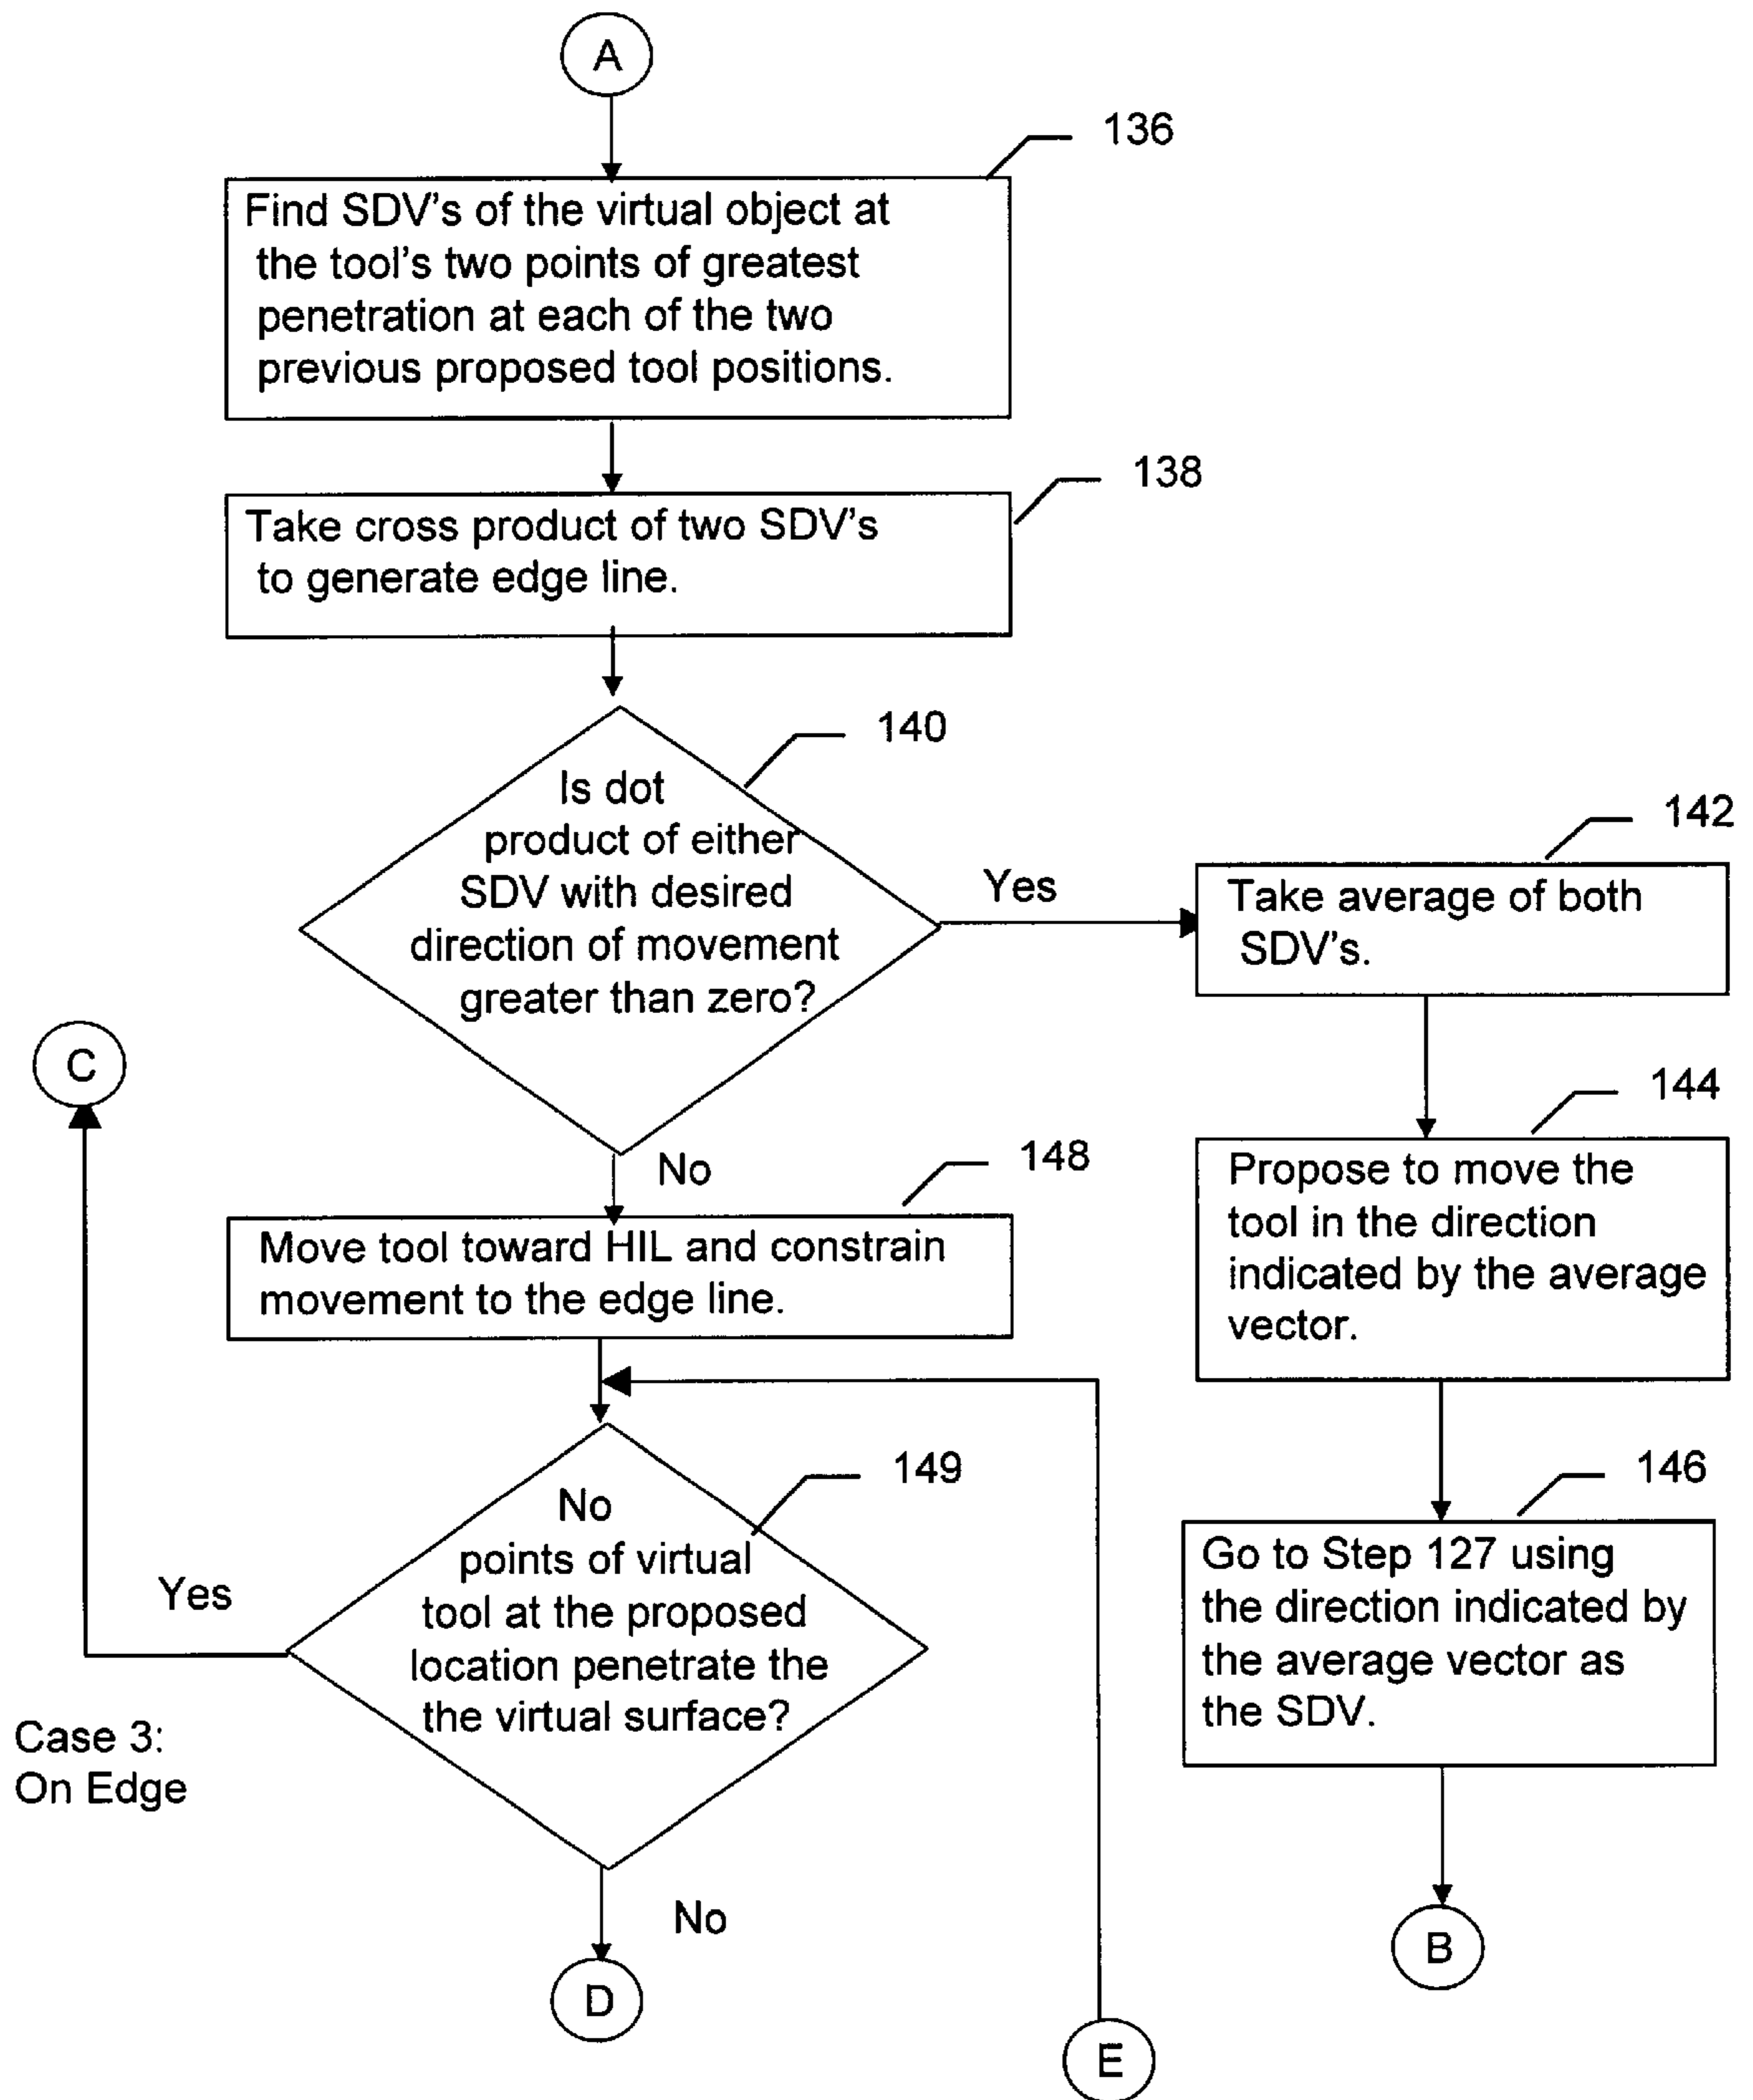 A
136
Find SDV's of the virtual object at
the tool's two points of greatest
penetration at each of the two
previous proposed tool positions.
138
Take cross product of two SDV's
to generate edge line.
140
Is dot
product of either
SDV with desired
direction of movement
greater than zero?
Yes
142
Take average of both
SDV's.
C
144
Propose to move the
tool in the direction
indicated by the average
vector.
No
148
Move tool toward HIL and constrain
movement to the edge line.
149
No
points of virtual
tool at the proposed
location penetrate the
the virtual surface?
Yes
Case 3:
On Edge
146
Go to Step 127 using
the direction indicated by
the average vector as
the SDV.
No
D
B
E